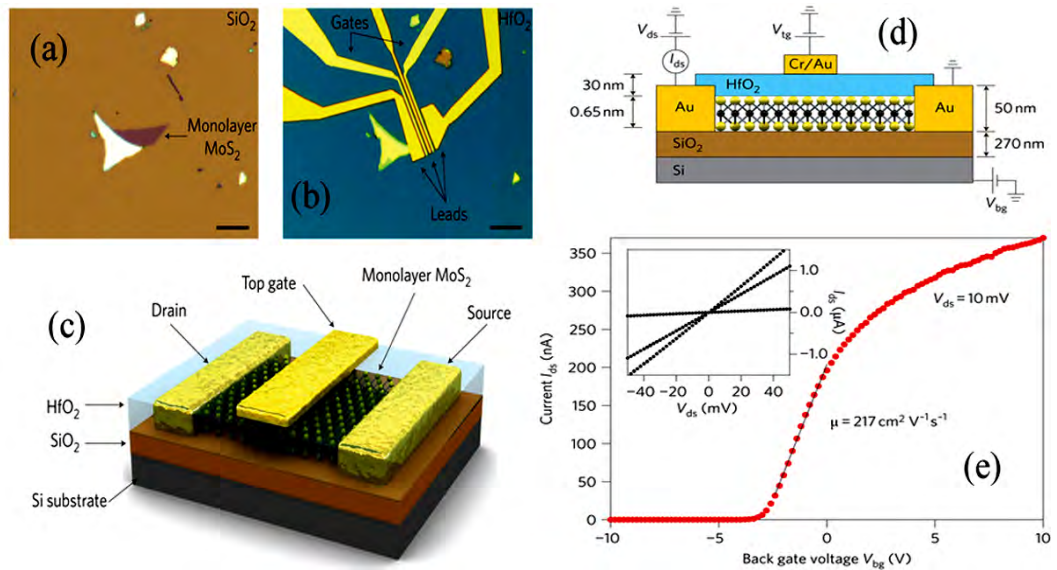 (a)
SiO2
Monolayer
MoS2
(b)
Gates
HfO2
Leads
(c)
Top gate
Monolayer MoS2
Drain
Source
HfO2
SiO2
Si substrate
(d)
Vds
Ids
Vtg
Cr/Au
HfO2
30 nm
0.65 nm
Au
Au
50 nm
SiO2
270 nm
Si
Vbg
(e)
Current Ids (nA)
350
300
250
200
150
100
50
0
-10
-5
0
5
10
Back gate voltage Vbg (V)
Vds = 10 mV
μ = 217 cm² V⁻¹s⁻¹
1.0
0.0
-1.0
Ids (μA)
-40
-20
0
20
40
Vds (mV)